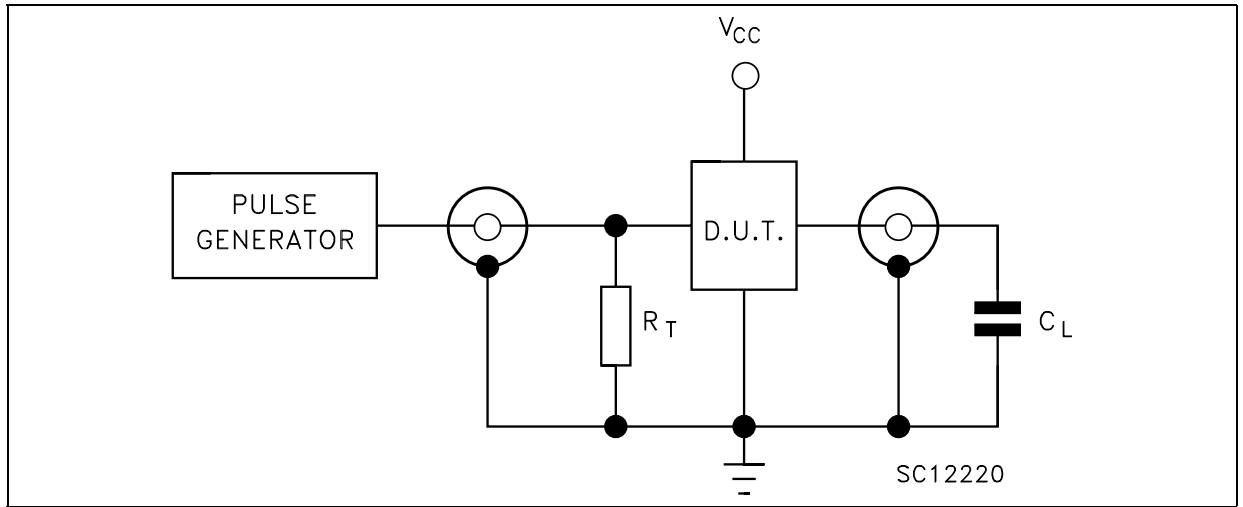 VCC
PULSE
GENERATOR
D.U.T.
RT
CL
SC12220